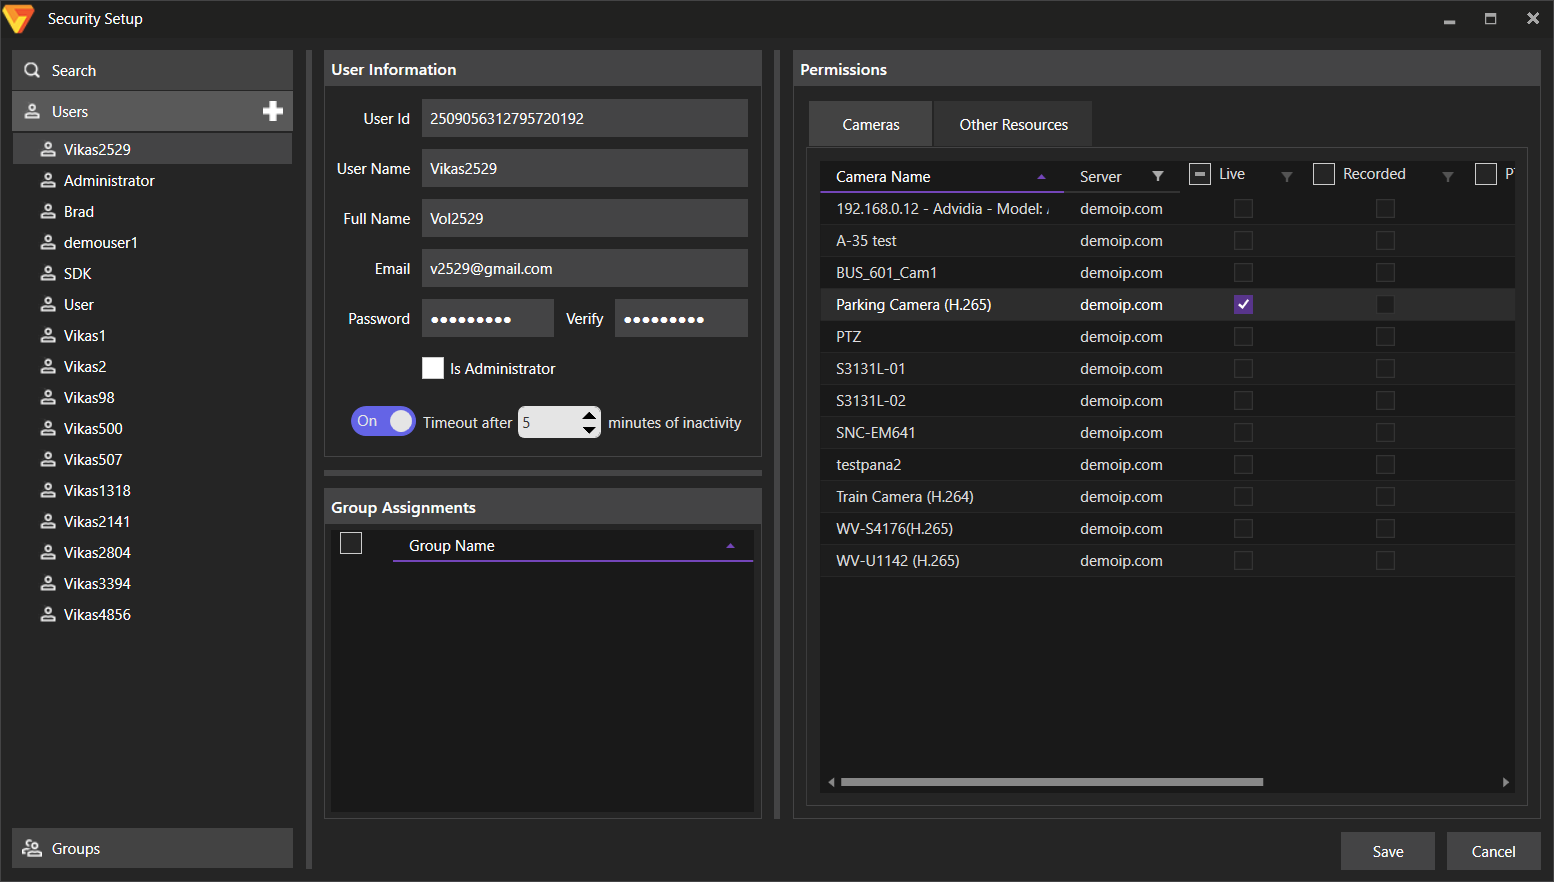 Security Setup
Search
Users
Vikas2529
Administrator
Brad
demouser1
SDK
User
Vikas1
Vikas2
Vikas98
Vikas500
Vikas507
Vikas1318
Vikas2141
Vikas2804
Vikas3394
Vikas4856
Groups
User Information
User Id 2509056312795720192
User Name Vikas2529
Full Name Vol2529
Email v2529@gmail.com
Password ●●●●●●●●● Verify ●●●●●●●●●
Is Administrator
On Timeout after 5 minutes of inactivity
Group Assignments
Group Name
Permissions
Cameras Other Resources
Camera Name Server Live Recorded
192.168.0.12 - Advidia - Model: demoip.com
A-35 test demoip.com
BUS_601_Cam1 demoip.com
Parking Camera (H.265) demoip.com
PTZ demoip.com
S3131L-01 demoip.com
S3131L-02 demoip.com
SNC-EM641 demoip.com
testpana2 demoip.com
Train Camera (H.264) demoip.com
WV-S4176(H.265) demoip.com
WV-U1142 (H.265) demoip.com
Save Cancel